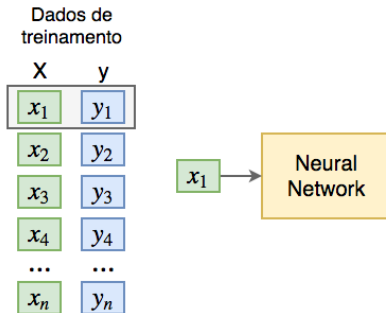 Dados de
treinamento
X y
x₁ y₁
x₂ y₂
x₃ y₃
x₄ y₄
... ...
xₙ yₙ
x₁
Neural
Network